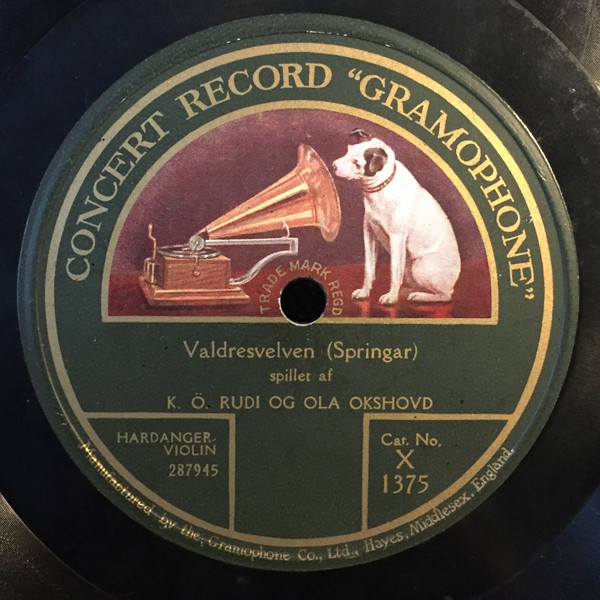 CONCERT RECORD "GRAMOPHONE"
TRADE MARK REGD
Valdresvelven (Springar)
spillet af
K. Ö. RUDI OG OLA OKSHOVD
HARDANGER-
VIOLIN
287945
Cat. No.
X
1375
Manufactured by the Gramophone Co., Ltd., Hayes, Middlesex, England.